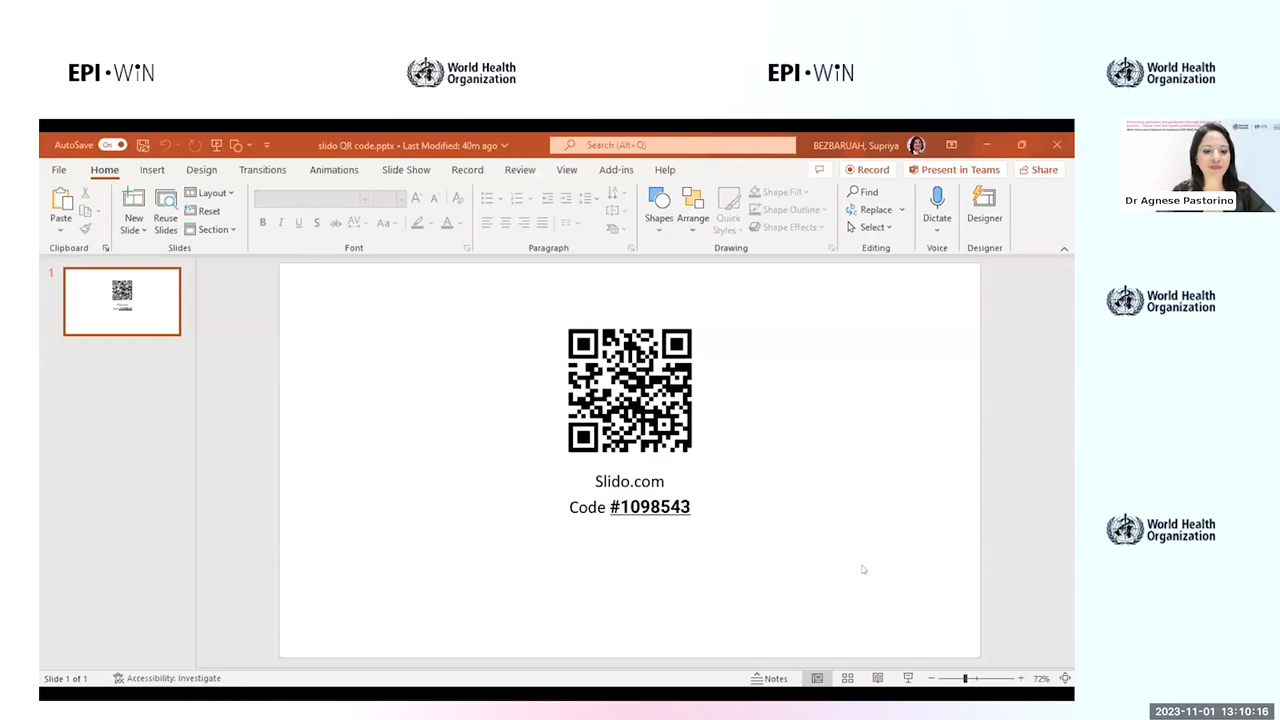 EPI•WiN
World Health
Organization
EPI•WiN
World Health
Organization
AutoSave On
slido QR code.pptx • Last Modified: 40m ago
Search (Alt+Q)
BEZBARUAH, Supriya
File Home Insert Design Transitions Animations Slide Show Record Review View Add-ins Help
Record
Present in Teams
Share
Paste
New
Slide
Reuse
Slides
Layout
Reset
Section
B I U S ab AV Aa A
Shapes
Arrange
Quick
Styles
Shape Fill
Shape Outline
Shape Effects
Find
Replace
Select
Dictate
Designer
Clipboard Slides Font Paragraph Drawing Editing Voice Designer
1
Slido.com
Code #1098543
Slide 1 of 1
Accessibility: Investigate
Notes
72%
Dr Agnese Pastorino
World Health
Organization
World Health
Organization
2023-11-01 13:10:16